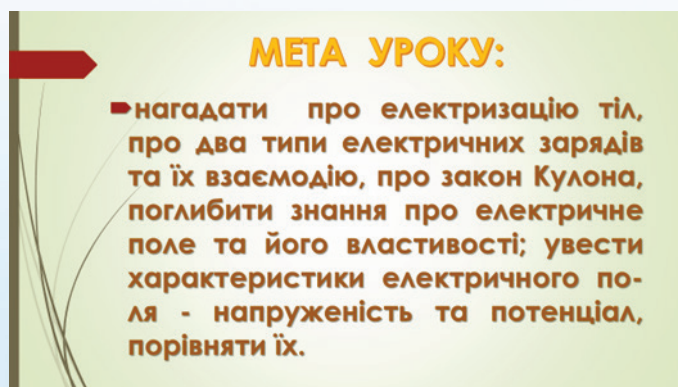 МЕТА УРОКУ:
нагадати про електризацію тіл,
про два типи електричних зарядів
та їх взаємодію, про закон Кулона,
поглибити знання про електричне
поле та його властивості; увести
характеристики електричного по-
ля - напруженість та потенціал,
порівняти їх.